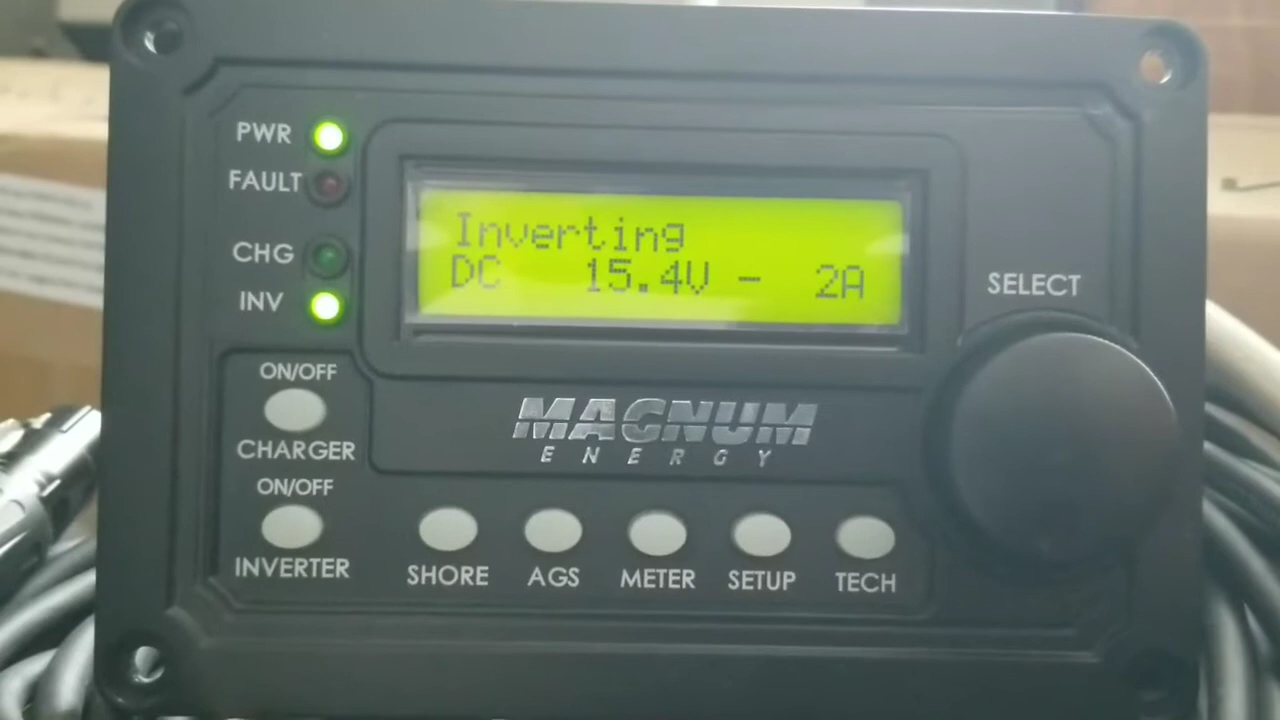 PWR
FAULT
CHG
INV
Inverting
DC 15.4V - 2A
SELECT
ON/OFF
CHARGER
ON/OFF
INVERTER
MAGNUM
ENERGY
SHORE AGS METER SETUP TECH